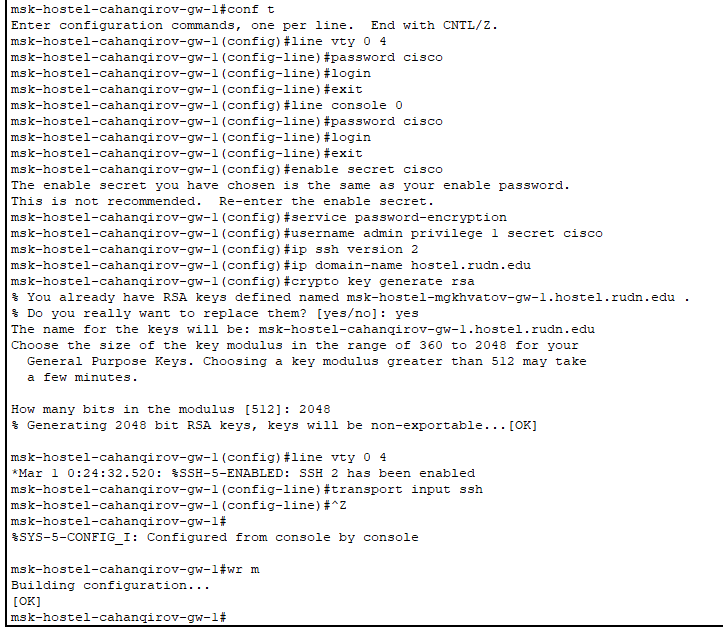 msk-hostel-cahanqirov-gw-1#conf t
Enter configuration commands, one per line.  End with CNTL/Z.
msk-hostel-cahanqirov-gw-1(config)#line vty 0 4
msk-hostel-cahanqirov-gw-1(config-line)#password cisco
msk-hostel-cahanqirov-gw-1(config-line)#login
msk-hostel-cahanqirov-gw-1(config-line)#exit
msk-hostel-cahanqirov-gw-1(config)#line console 0
msk-hostel-cahanqirov-gw-1(config-line)#password cisco
msk-hostel-cahanqirov-gw-1(config-line)#login
msk-hostel-cahanqirov-gw-1(config-line)#exit
msk-hostel-cahanqirov-gw-1(config)#enable secret cisco
The enable secret you have chosen is the same as your enable password.
This is not recommended.  Re-enter the enable secret.
msk-hostel-cahanqirov-gw-1(config)#service password-encryption
msk-hostel-cahanqirov-gw-1(config)#username admin privilege 1 secret cisco
msk-hostel-cahanqirov-gw-1(config)#ip ssh version 2
msk-hostel-cahanqirov-gw-1(config)#ip domain-name hostel.rudn.edu
msk-hostel-cahanqirov-gw-1(config)#crypto key generate rsa
% You already have RSA keys defined named msk-hostel-mgkhvatov-gw-1.hostel.rudn.edu .
% Do you really want to replace them? [yes/no]: yes
The name for the keys will be: msk-hostel-cahanqirov-gw-1.hostel.rudn.edu
Choose the size of the key modulus in the range of 360 to 2048 for your
  General Purpose Keys. Choosing a key modulus greater than 512 may take
  a few minutes.

How many bits in the modulus [512]: 2048
% Generating 2048 bit RSA keys, keys will be non-exportable...[OK]

msk-hostel-cahanqirov-gw-1(config)#line vty 0 4
*Mar 1 0:24:32.520: %SSH-5-ENABLED: SSH 2 has been enabled
msk-hostel-cahanqirov-gw-1(config-line)#transport input ssh
msk-hostel-cahanqirov-gw-1(config-line)#^Z
msk-hostel-cahanqirov-gw-1#
%SYS-5-CONFIG_I: Configured from console by console

msk-hostel-cahanqirov-gw-1#wr m
Building configuration...
[OK]
msk-hostel-cahanqirov-gw-1#